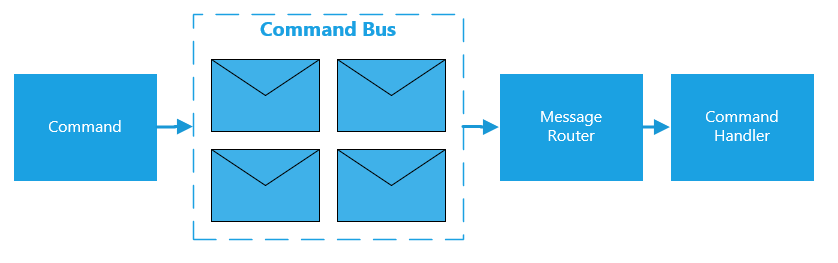 Command Bus
Command
Message
Router
Command
Handler